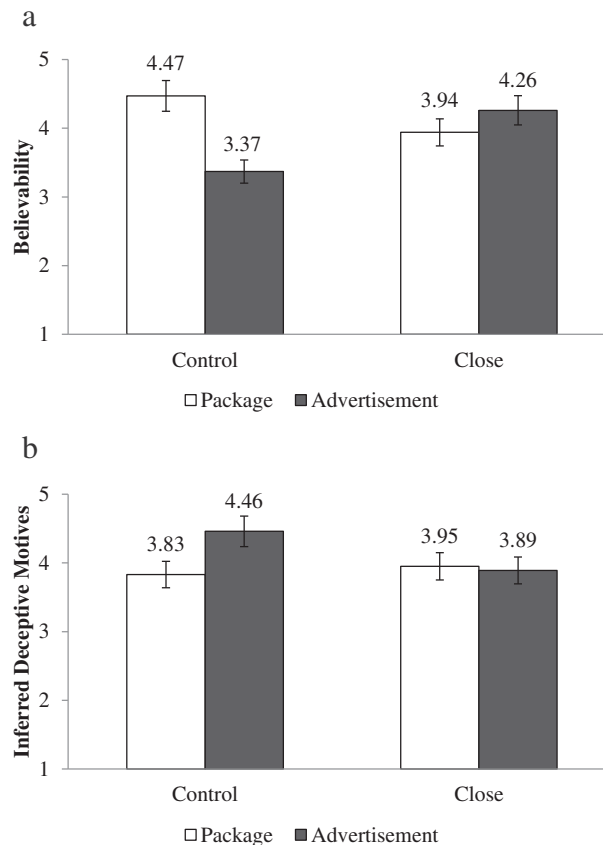 a
Believability
5
4
3
2
1
4.47
3.37
3.94
4.26
Control Close
Package Advertisement
b
Inferred Deceptive Motives
5
4
3
2
1
3.83
4.46
3.95
3.89
Control Close
Package Advertisement